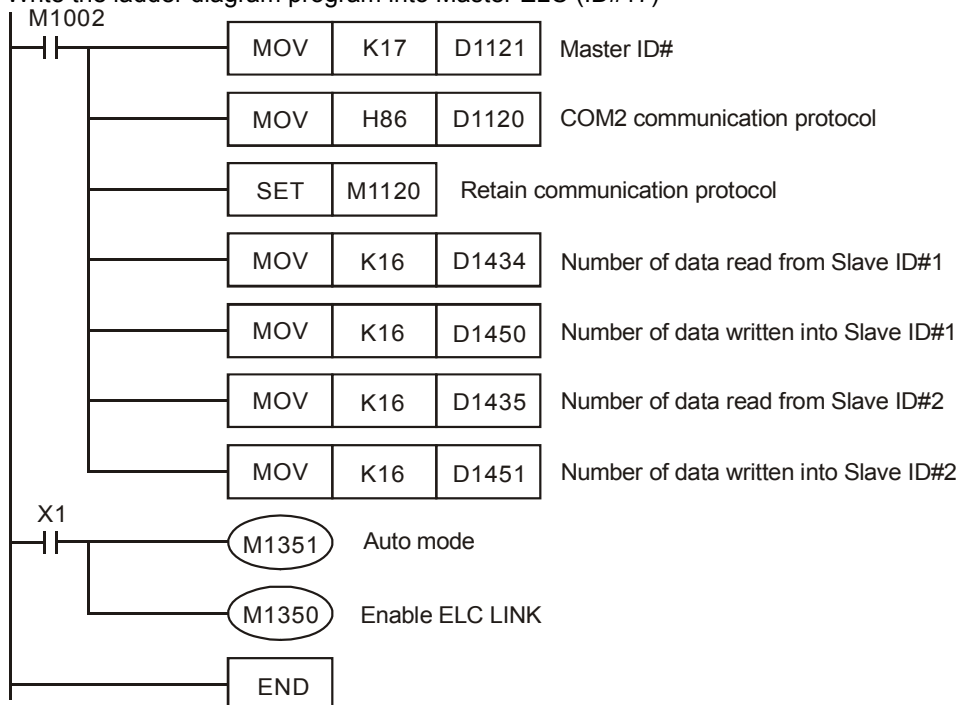 Write the ladder diagram program into Master ELC (ID#17)
M1002
MOV K17 D1121 Master ID#
MOV H86 D1120 COM2 communication protocol
SET M1120 Retain communication protocol
MOV K16 D1434 Number of data read from Slave ID#1
MOV K16 D1450 Number of data written into Slave ID#1
MOV K16 D1435 Number of data read from Slave ID#2
MOV K16 D1451 Number of data written into Slave ID#2
X1
M1351 Auto mode
M1350 Enable ELC LINK
END